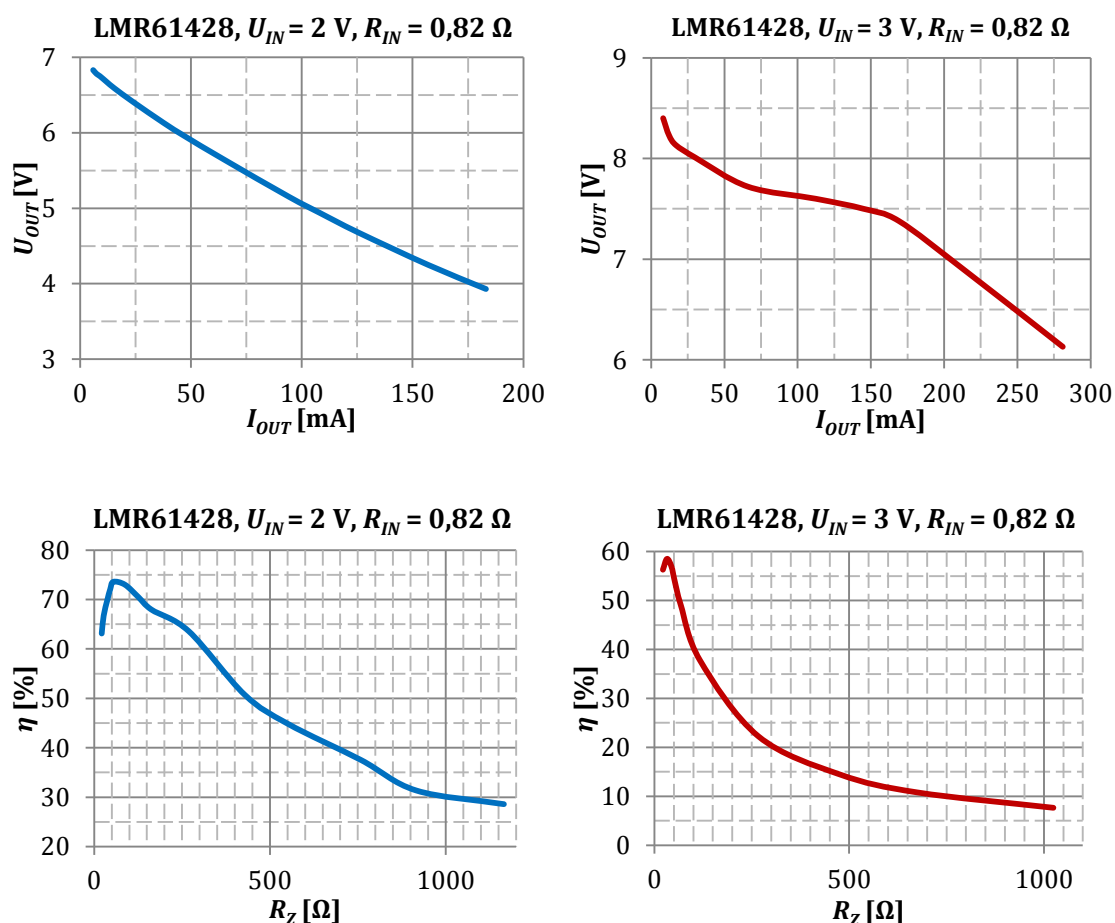 LMR61428, U_IN = 2 V, R_IN = 0,82 Ω
7
6
5
4
3
U_OUT [V]
0 50 100 150 200
I_OUT [mA]
LMR61428, U_IN = 3 V, R_IN = 0,82 Ω
9
8
7
6
U_OUT [V]
0 50 100 150 200 250 300
I_OUT [mA]
LMR61428, U_IN = 2 V, R_IN = 0,82 Ω
80
70
60
50
40
30
20
η [%]
0 500 1000
R_Z [Ω]
LMR61428, U_IN = 3 V, R_IN = 0,82 Ω
60
50
40
30
20
10
0
η [%]
0 500 1000
R_Z [Ω]